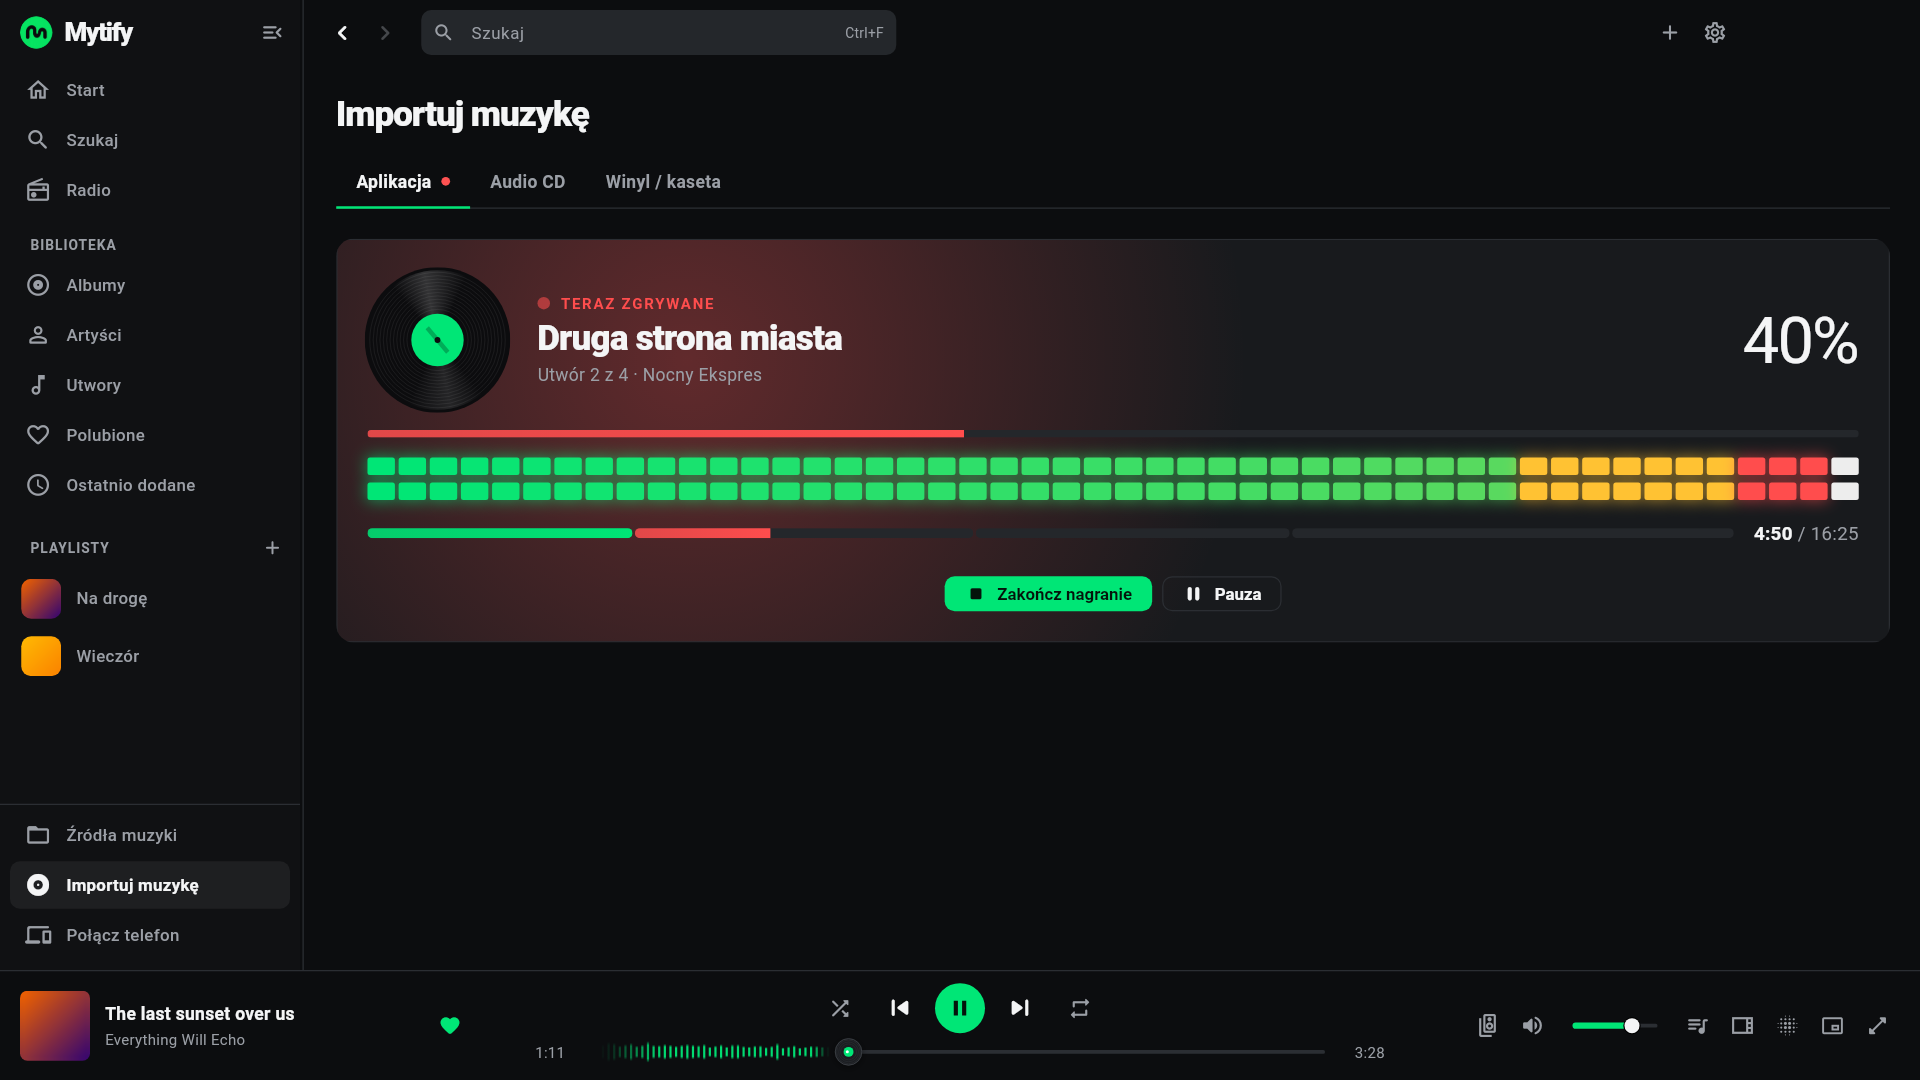 Mytify
Start
Szukaj
Radio
BIBLIOTEKA
Albumy
Artyści
Utwory
Polubione
Ostatnio dodane
PLAYLISTY
Na drogę
Wieczór
Źródła muzyki
Importuj muzykę
Połącz telefon
Szukaj Ctrl+F
Importuj muzykę
Aplikacja Audio CD Winyl / kaseta
TERAZ ZGRYWANE
Druga strona miasta
Utwór 2 z 4 · Nocny Ekspres
40%
4:50 / 16:25
Zakończ nagranie Pauza
The last sunset over us
Everything Will Echo
1:11 3:28